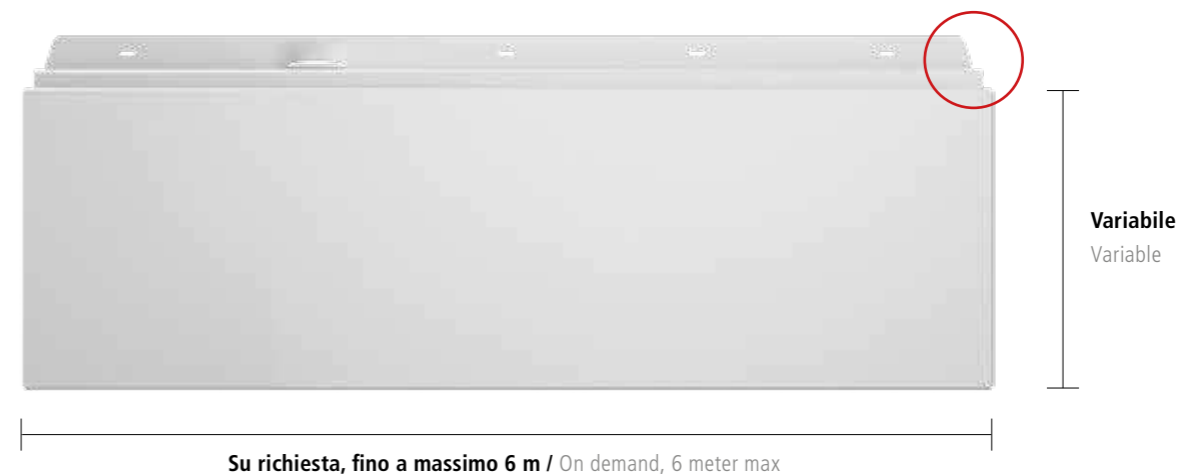 Variabile
Variable
Su richiesta, fino a massimo 6 m / On demand, 6 meter max